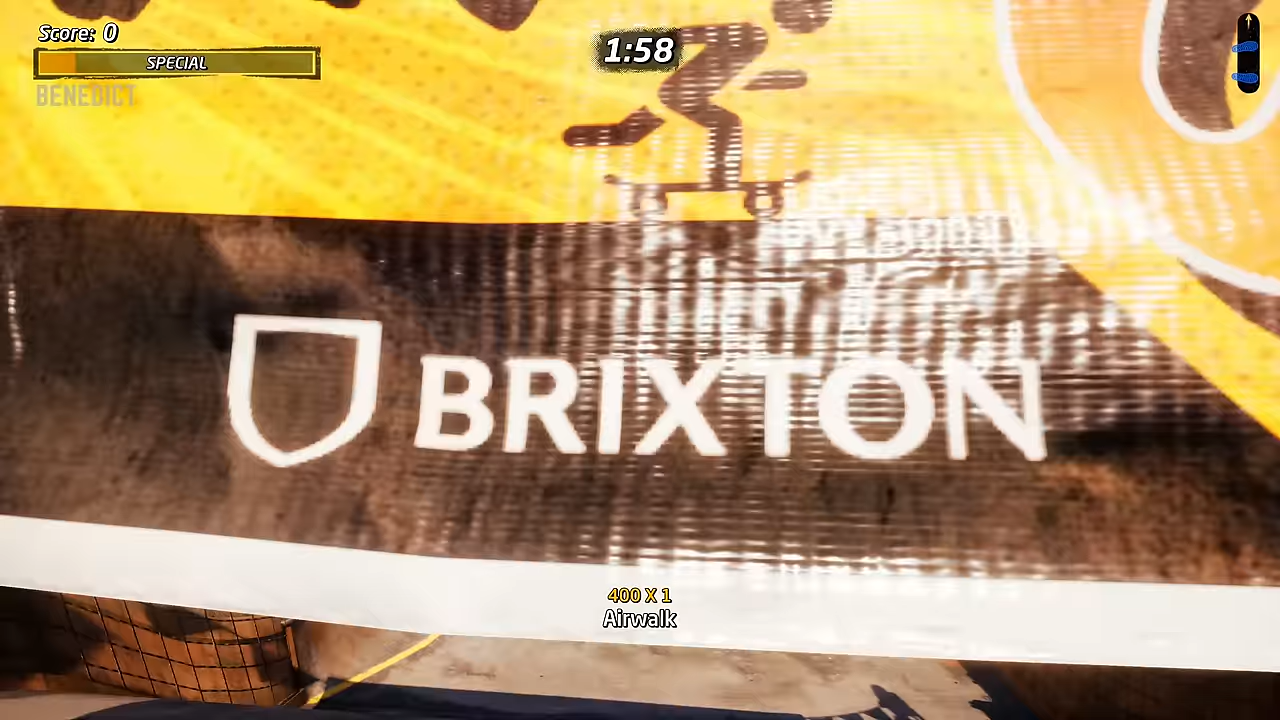 Score: 0
1:58
SPECIAL
BENEDICT
BRIXTON
400 X 1
Airwalk